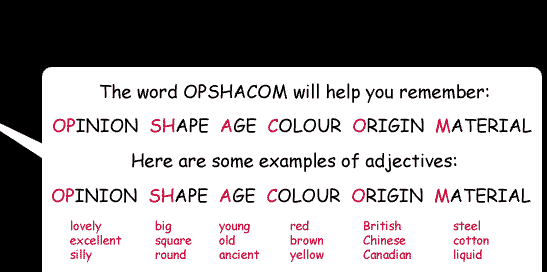 The word OPSHACOM will help you remember:
OPINION SHAPE AGE COLOUR ORIGIN MATERIAL
Here are some examples of adjectives:
OPINION SHAPE AGE COLOUR ORIGIN MATERIAL
lovely big young red British steel
excellent square old brown Chinese cotton
silly round ancient yellow Canadian liquid